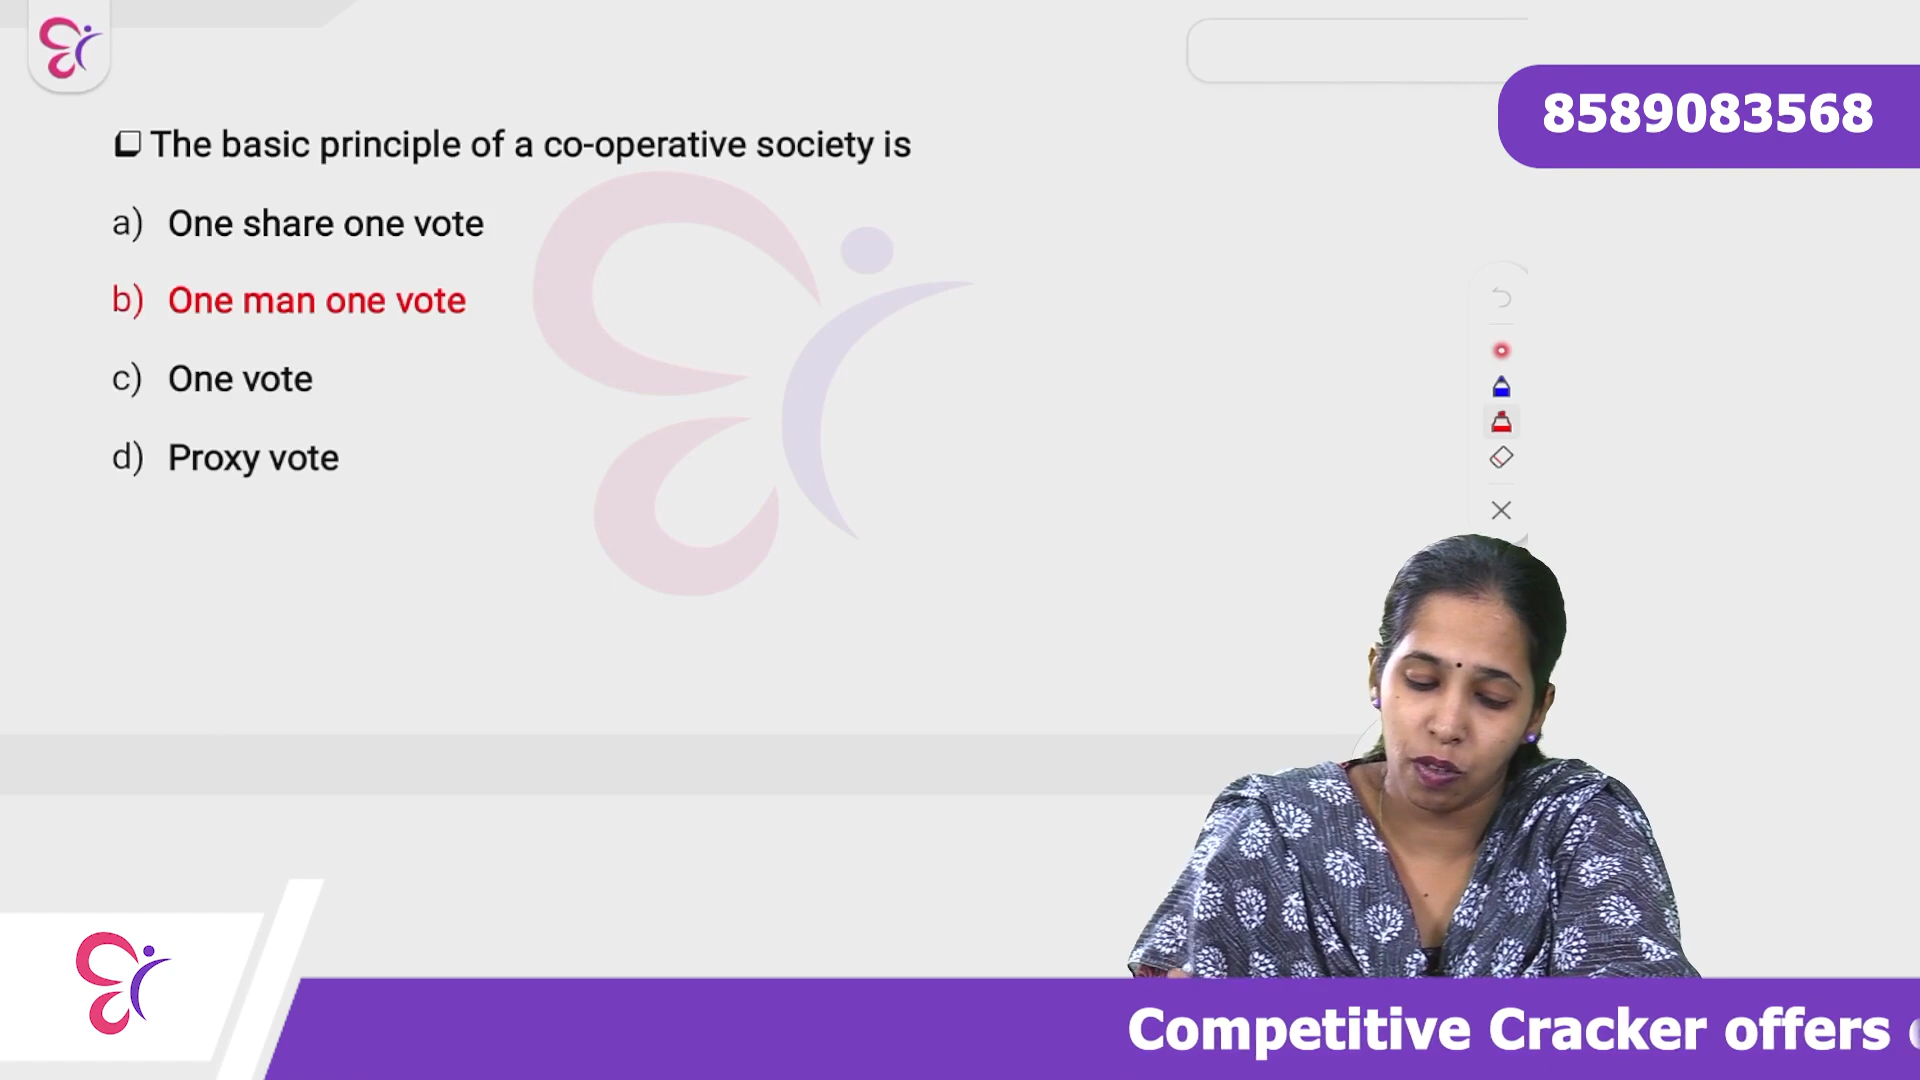 8589083568
❑ The basic principle of a co-operative society is
a) One share one vote
b) One man one vote
c) One vote
d) Proxy vote
Competitive Cracker offers